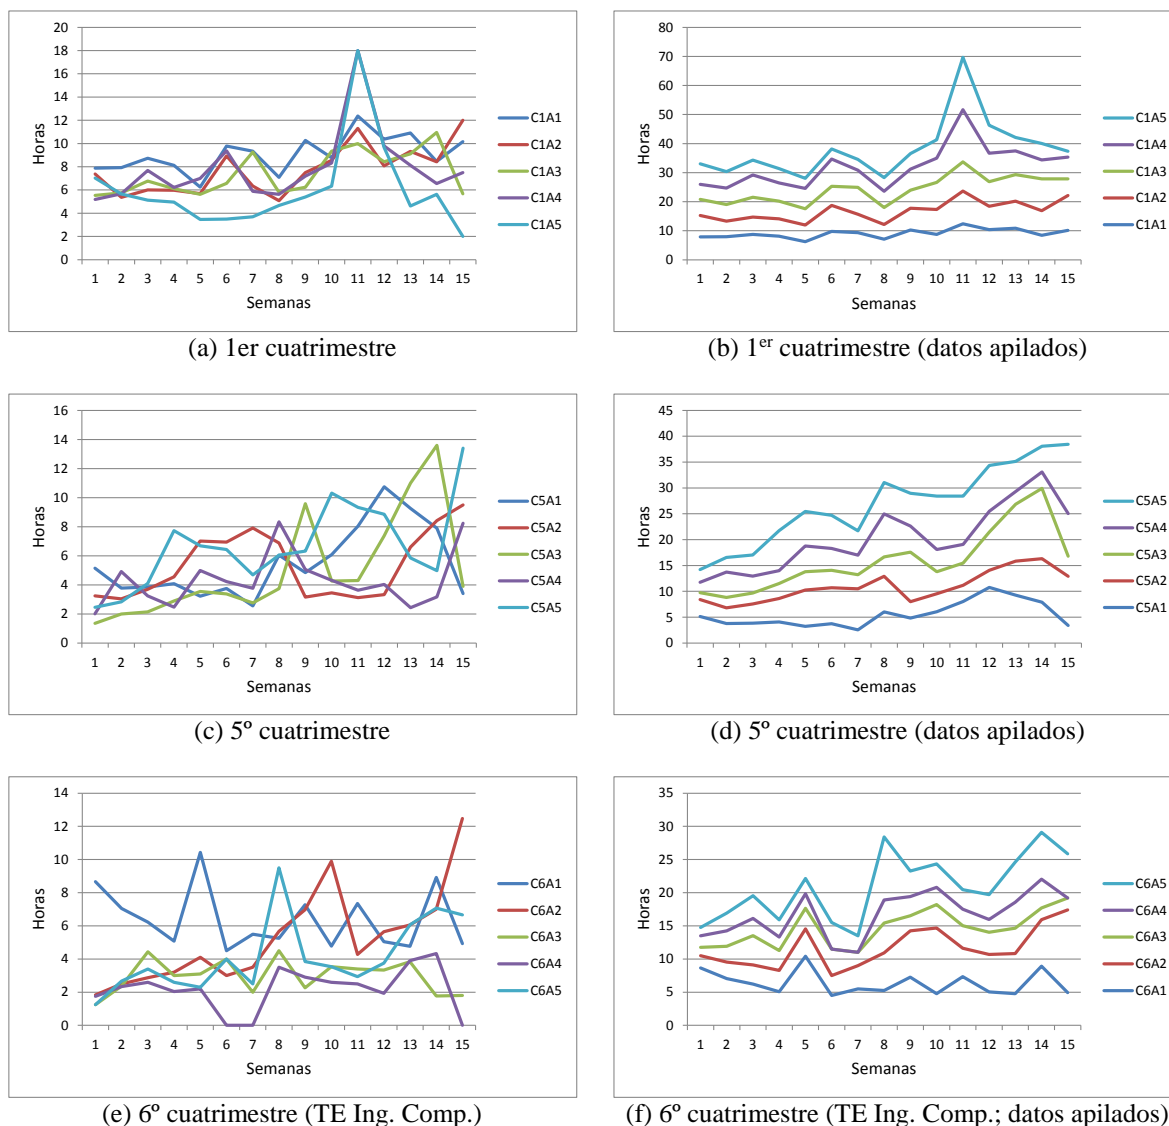 20
18
16
14
12
10
8
6
4
2
0
Horas
1 2 3 4 5 6 7 8 9 10 11 12 13 14 15
Semanas
C1A1
C1A2
C1A3
C1A4
C1A5
(a) 1er cuatrimestre
80
70
60
50
40
30
20
10
0
Horas
1 2 3 4 5 6 7 8 9 10 11 12 13 14 15
Semanas
C1A5
C1A4
C1A3
C1A2
C1A1
(b) 1er cuatrimestre (datos apilados)
16
14
12
10
8
6
4
2
0
Horas
1 2 3 4 5 6 7 8 9 10 11 12 13 14 15
Semanas
C5A1
C5A2
C5A3
C5A4
C5A5
(c) 5º cuatrimestre
45
40
35
30
25
20
15
10
5
0
Horas
1 2 3 4 5 6 7 8 9 10 11 12 13 14 15
Semanas
C5A5
C5A4
C5A3
C5A2
C5A1
(d) 5º cuatrimestre (datos apilados)
14
12
10
8
6
4
2
0
Horas
1 2 3 4 5 6 7 8 9 10 11 12 13 14 15
Semanas
C6A1
C6A2
C6A3
C6A4
C6A5
(e) 6º cuatrimestre (TE Ing. Comp.)
35
30
25
20
15
10
5
0
Horas
1 2 3 4 5 6 7 8 9 10 11 12 13 14 15
Semanas
C6A5
C6A4
C6A3
C6A2
C6A1
(f) 6º cuatrimestre (TE Ing. Comp.; datos apilados)